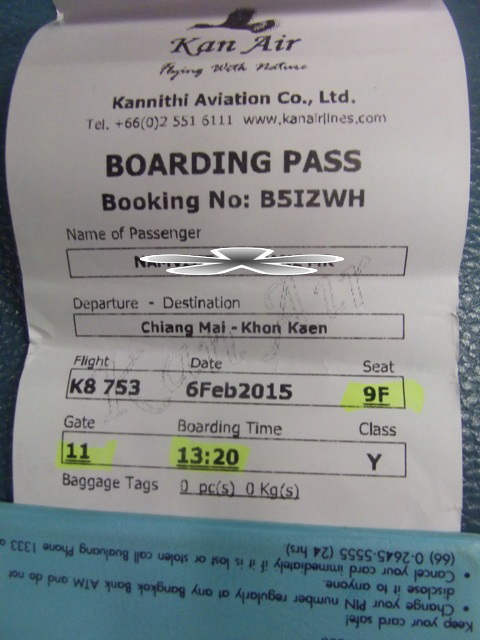 Kan Air
Flying With Nature
Kannithi Aviation Co., Ltd.
Tel. +66(0)2 551 6111 www.kanairlines.com
BOARDING PASS
Booking No: B5IZWH
Name of Passenger
Departure - Destination
Chiang Mai - Khon Kaen
Flight Date Seat
K8 753 6Feb2015 9F
Gate Boarding Time Class
11 13:20 Y
Baggage Tags 0 pc(s) 0 Kg(s)
Kan Air
Keep your card safe!
• Change your PIN number regularly at any Bangkok Bank ATM and do not
disclose it to anyone.
• Cancel your card immediately if it is lost or stolen call Bualuang Phone 1333
(66) 0-2645-5555 (24 hrs)